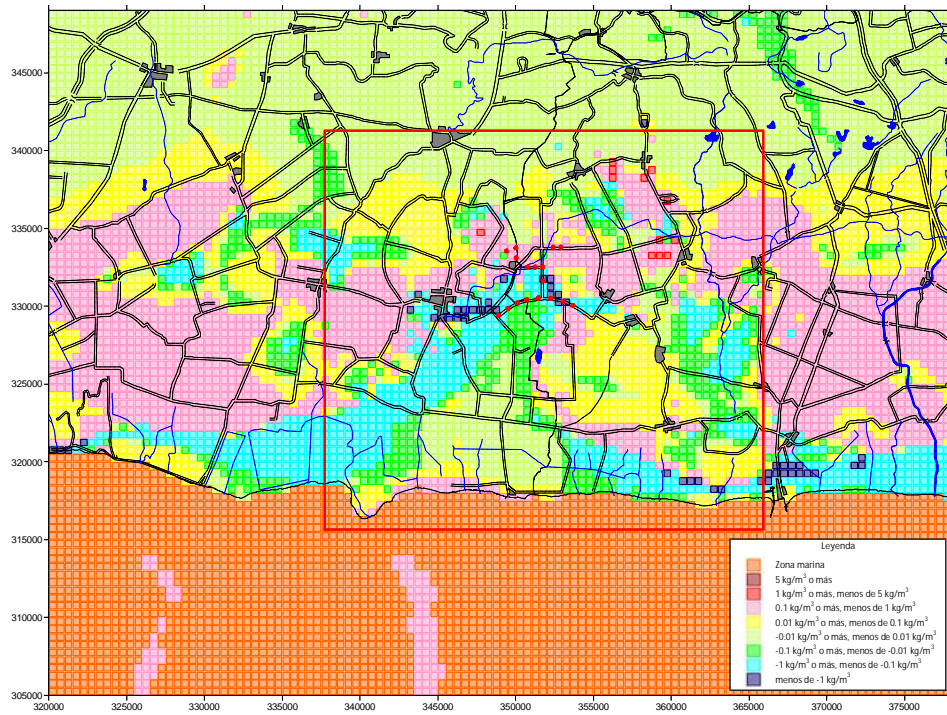 345000
340000
335000
330000
325000
320000
315000
310000
305000
320000 325000 330000 335000 340000 345000 350000 355000 360000 365000 370000 375000
Leyenda
Zona marina
5 kg/m³ o más
1 kg/m³ o más, menos de 5 kg/m³
0.1 kg/m³ o más, menos de 1 kg/m³
0.01 kg/m³ o más, menos de 0.1 kg/m³
-0.01 kg/m³ o más, menos de 0.01 kg/m³
-0.1 kg/m³ o más, menos de -0.01 kg/m³
-1 kg/m³ o más, menos de -0.1 kg/m³
menos de -1 kg/m³